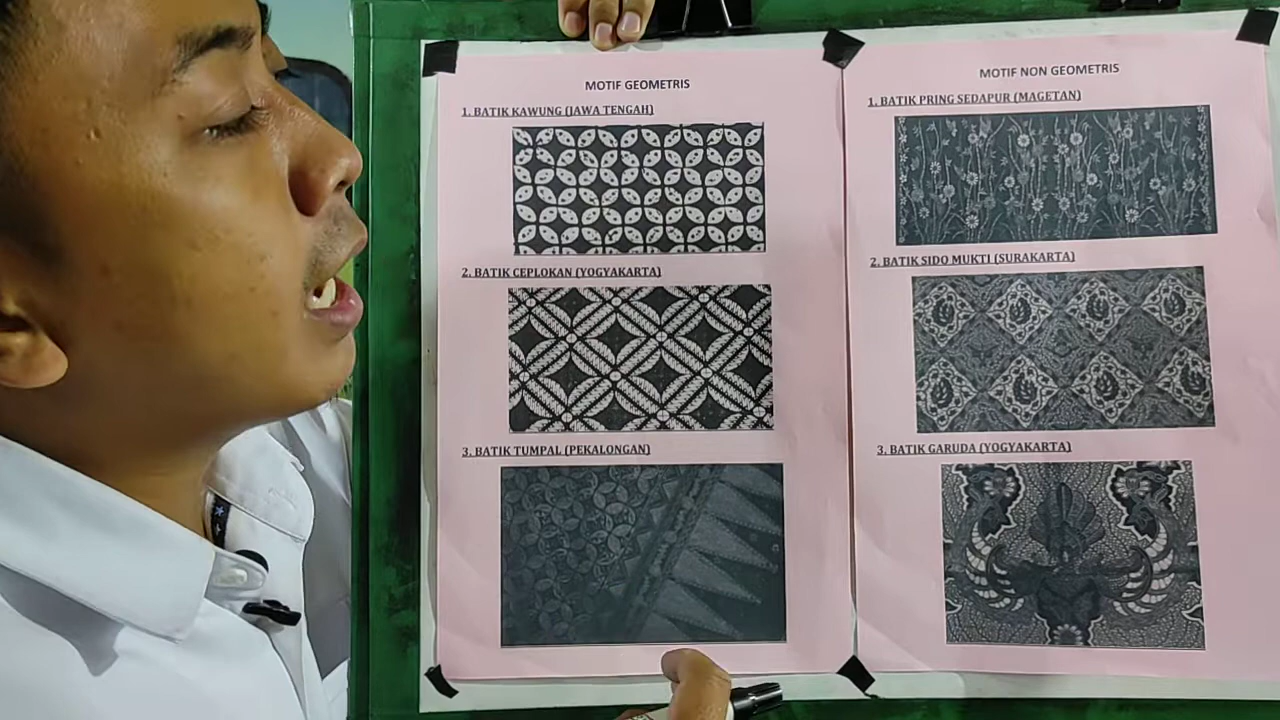 MOTIF GEOMETRIS
1. BATIK KAWUNG (JAWA TENGAH)
2. BATIK CEPLOKAN (YOGYAKARTA)
3. BATIK TUMPAL (PEKALONGAN)
MOTIF NON GEOMETRIS
1. BATIK PRING SEDAPUR (MAGETAN)
2. BATIK SIDO MUKTI (SURAKARTA)
3. BATIK GARUDA (YOGYAKARTA)